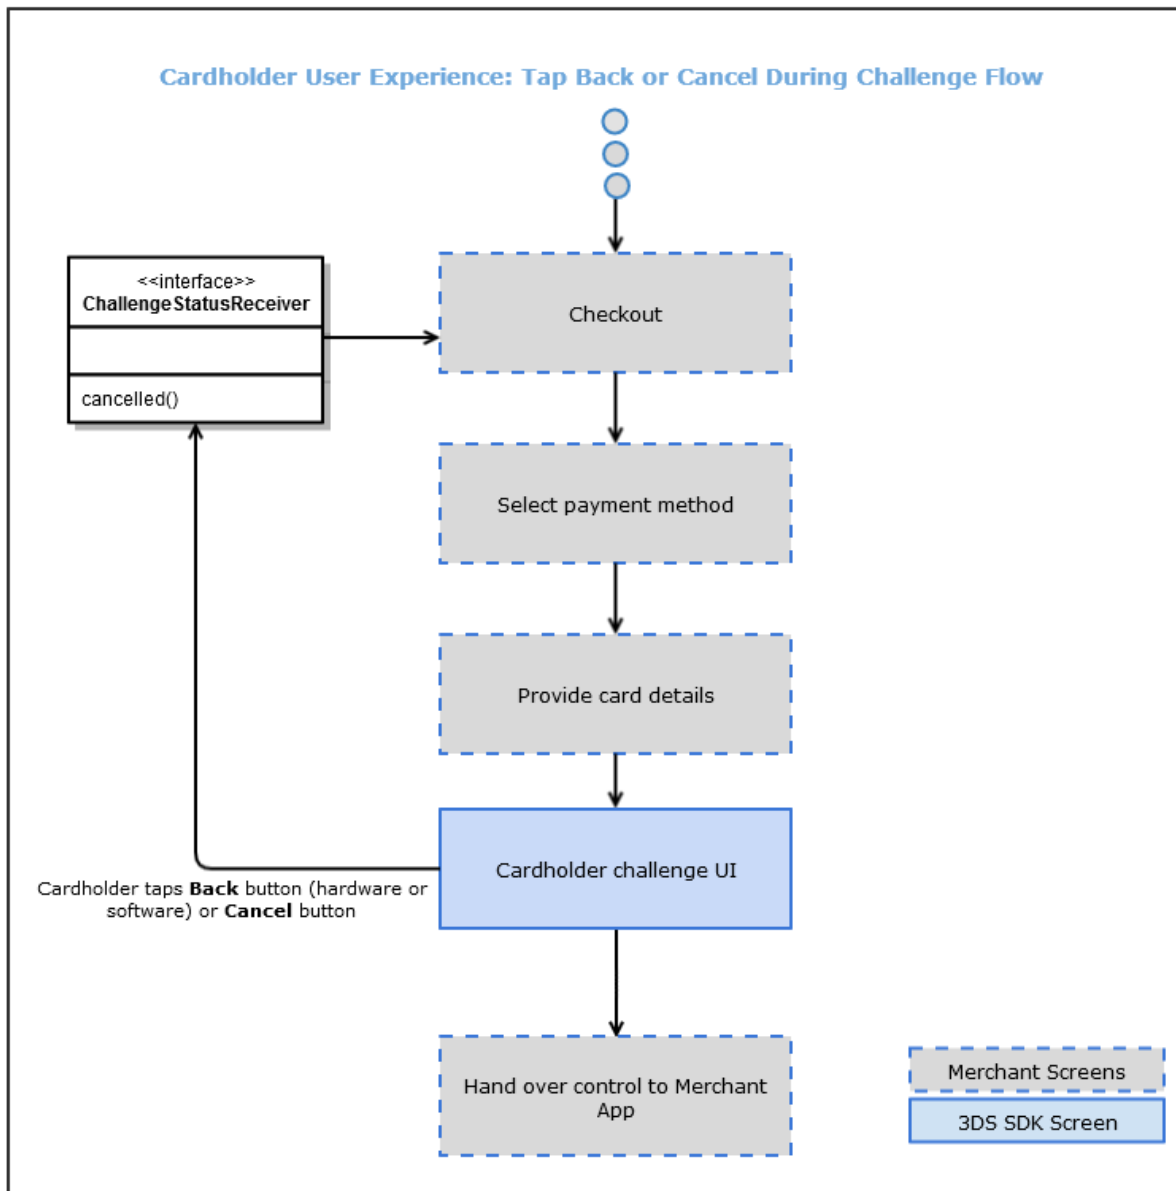 Cardholder User Experience: Tap Back or Cancel During Challenge Flow
<<interface>>
ChallengeStatusReceiver
cancelled()
Checkout
Select payment method
Provide card details
Cardholder challenge UI
Cardholder taps Back button (hardware or
software) or Cancel button
Hand over control to Merchant
App
Merchant Screens
3DS SDK Screen